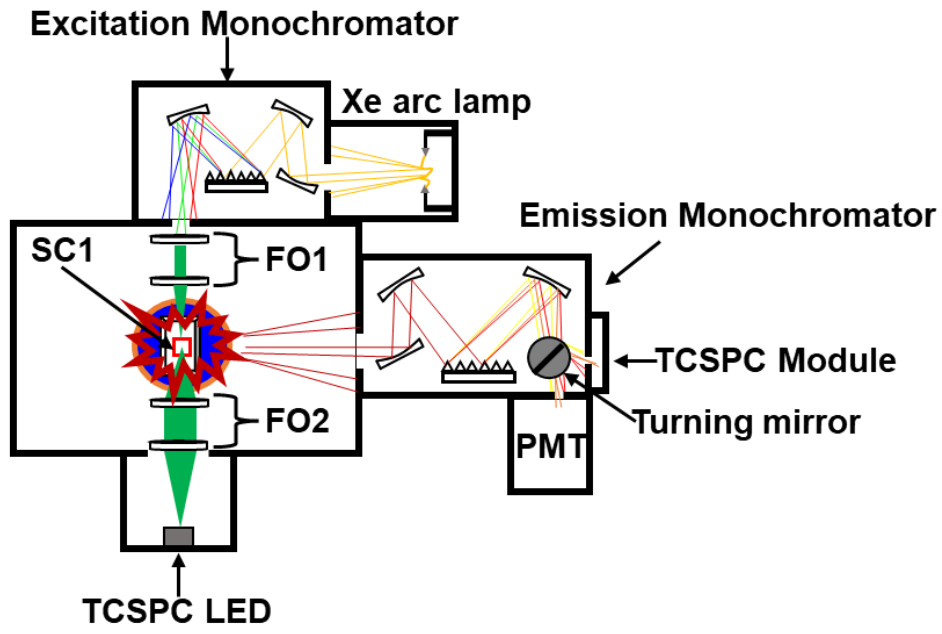 Excitation Monochromator
Xe arc lamp
Emission Monochromator
SC1
FO1
TCSPC Module
FO2
Turning mirror
PMT
TCSPC LED